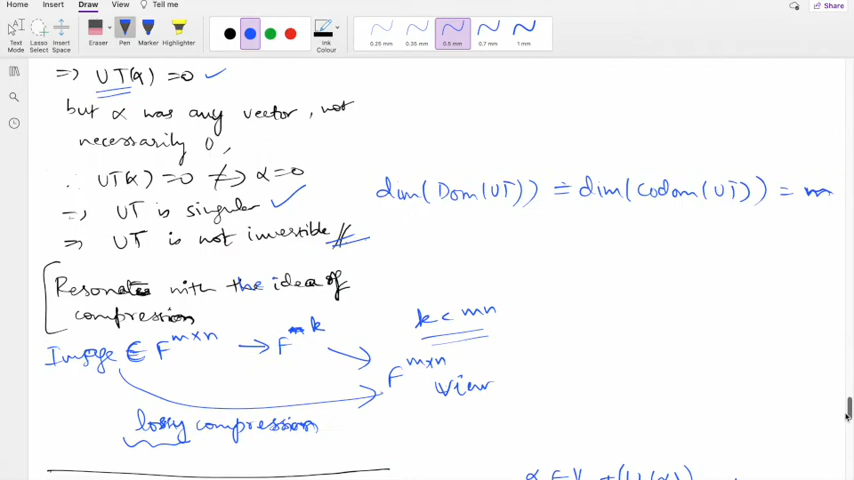 Home Insert Draw View Tell me
Share
Text Mode
Lasso Select
Insert Space
Eraser
Pen
Marker
Highlighter
Ink Colour
0.25 mm
0.35 mm
0.5 mm
0.7 mm
1 mm
=> UT(α) = 0 ✓
but α was any vector, not
necessarily 0,
∴ UT(α) = 0 ⇏ α = 0
=> UT is singular ✓
=> UT is not invertible //
dim(Dom(UT)) = dim(Codom(UT)) = m
[Resonates with the idea of
compression
Image ∈ F^{m×n} → F^k → F^{m×n}
k < mn
view
lossy compression